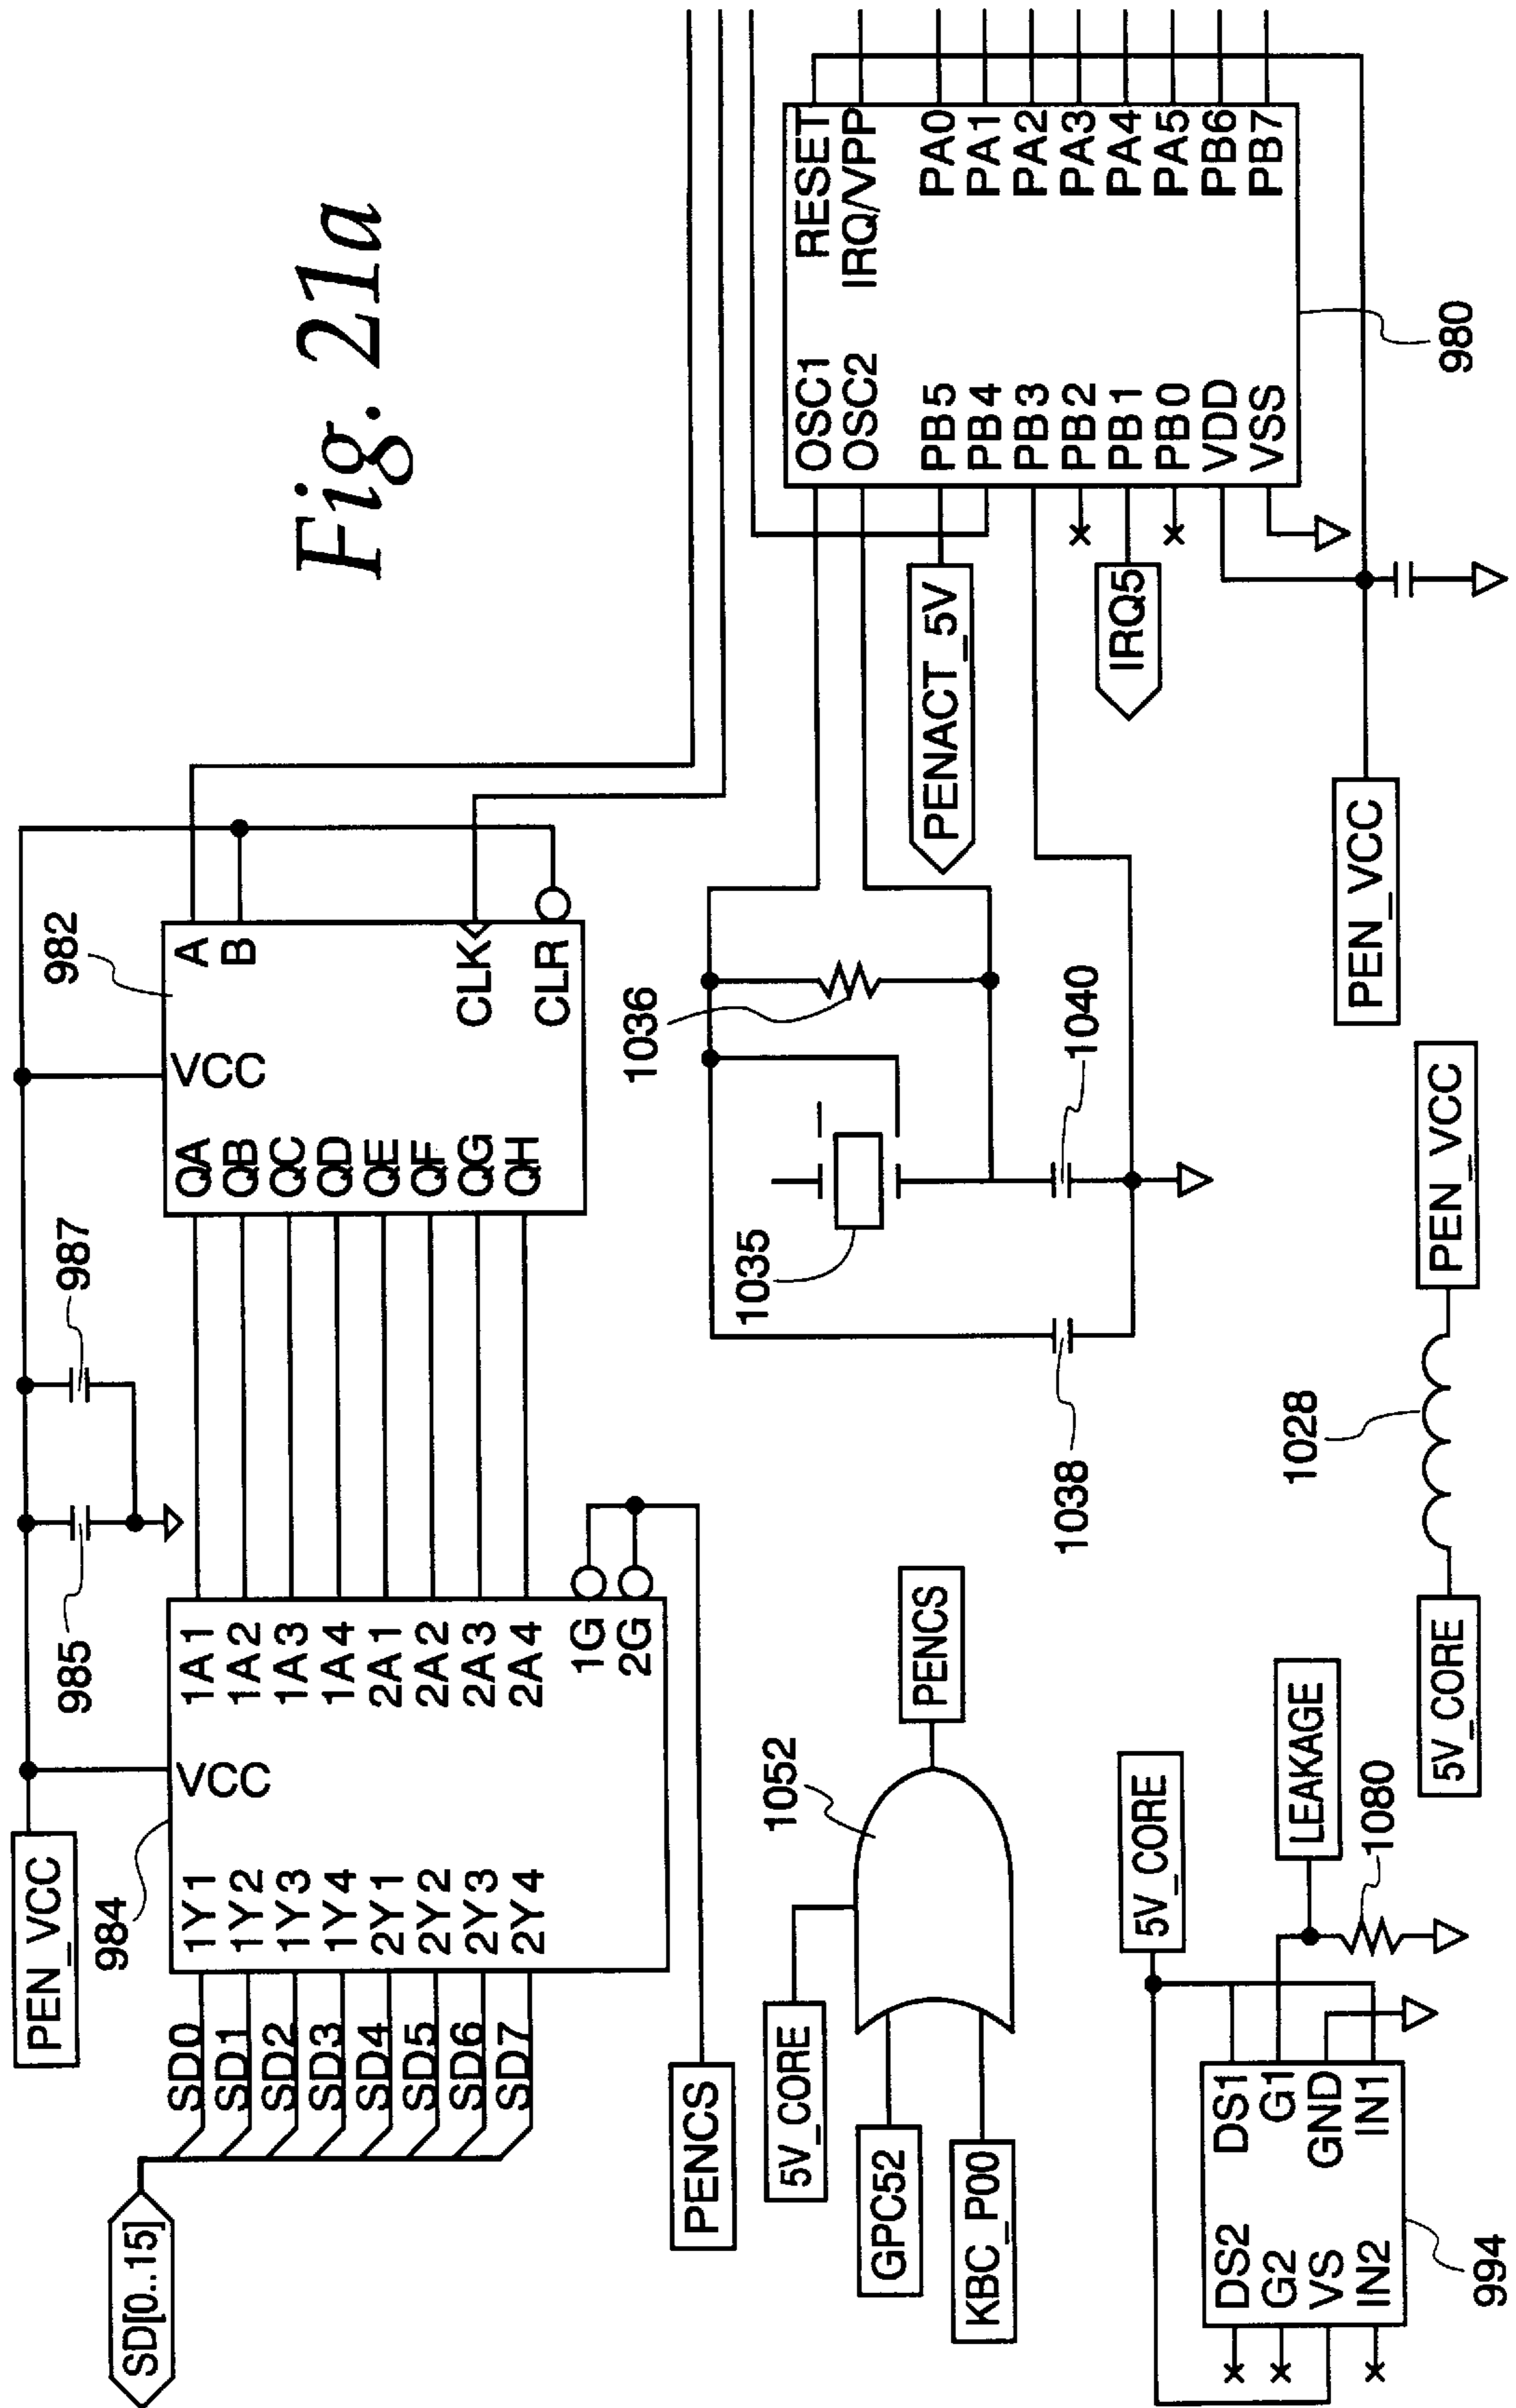 Fig. 21a
PEN_VCC
985
987
982
984
SD[0..15]
SD0
SD1
SD2
SD3
SD4
SD5
SD6
SD7
1Y1
1Y2
1Y3
1Y4
2Y1
2Y2
2Y3
2Y4
VCC
1A1
1A2
1A3
1A4
2A1
2A2
2A3
2A4
1G
2G
QA
QB
QC
QD
QE
QF
QG
QH
VCC
A
B
CLK
CLR
PENCS
5V_CORE
GPC52
KBC_P00
1052
PENCS
1036
1035
1038
1040
PENACT_5V
IRQ5
OSC1
OSC2
PB5
PB4
PB3
PB2
PB1
PB0
VDD
VSS
RESET
IRQ/VPP
PA0
PA1
PA2
PA3
PA4
PA5
PB6
PB7
980
PEN_VCC
5V_CORE
LEAKAGE
1080
DS2
G2
VS
IN2
DS1
G1
GND
IN1
994
5V_CORE
1028
PEN_VCC